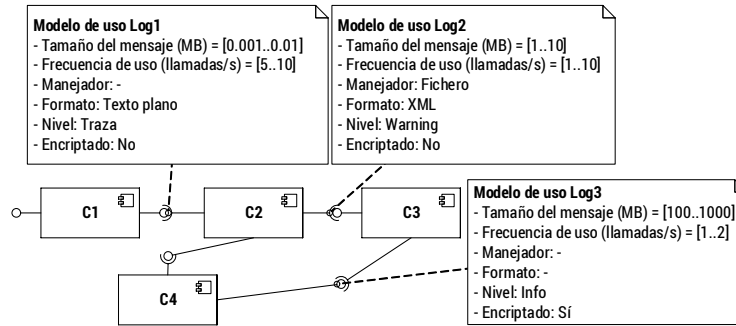 Modelo de uso Log1
- Tamaño del mensaje (MB) = [0.001..0.01]
- Frecuencia de uso (llamadas/s) = [5..10]
- Manejador: -
- Formato: Texto plano
- Nivel: Traza
- Encriptado: No
Modelo de uso Log2
- Tamaño del mensaje (MB) = [1..10]
- Frecuencia de uso (llamadas/s) = [1..10]
- Manejador: Fichero
- Formato: XML
- Nivel: Warning
- Encriptado: No
C1
C2
C3
Modelo de uso Log3
- Tamaño del mensaje (MB) = [100..1000]
- Frecuencia de uso (llamadas/s) = [1..2]
- Manejador: -
- Formato: -
- Nivel: Info
- Encriptado: Sí
C4